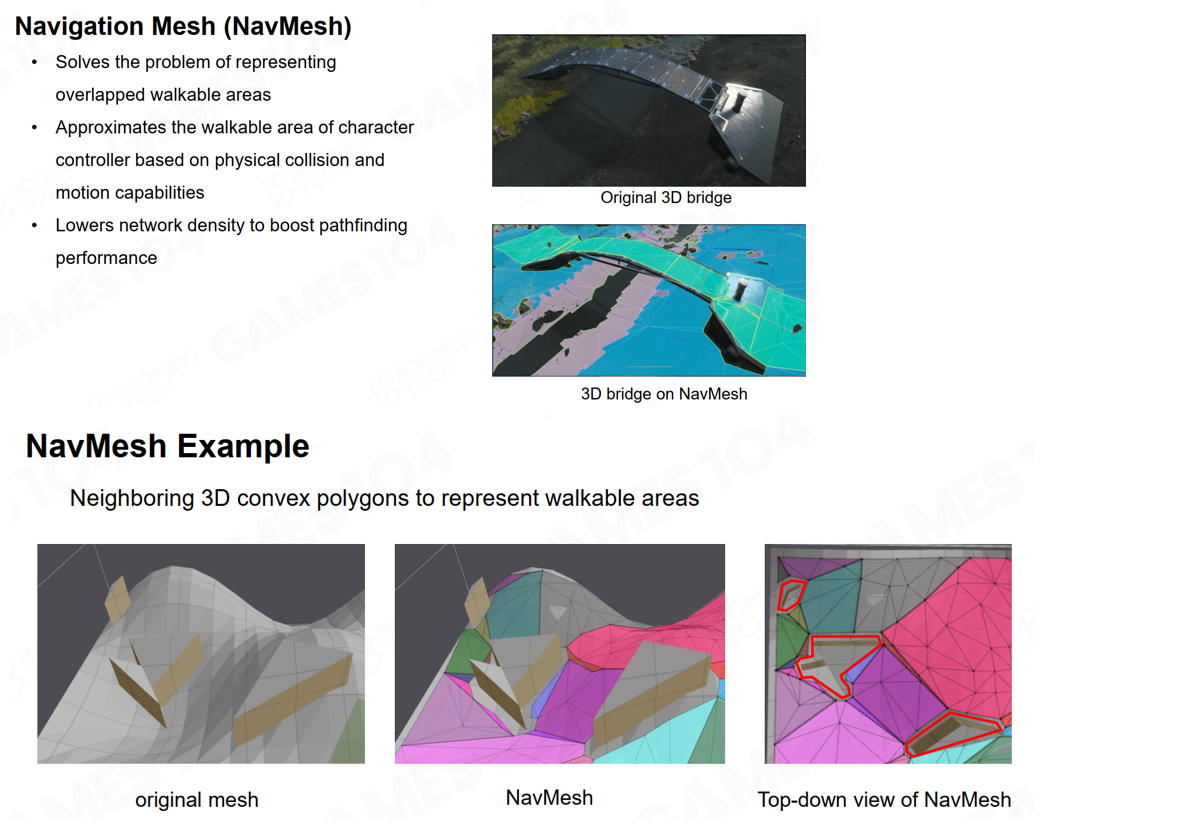 Navigation Mesh (NavMesh)
• Solves the problem of representing
overlapped walkable areas
• Approximates the walkable area of character
controller based on physical collision and
motion capabilities
• Lowers network density to boost pathfinding
performance
Original 3D bridge
3D bridge on NavMesh
NavMesh Example
Neighboring 3D convex polygons to represent walkable areas
original mesh
NavMesh
Top-down view of NavMesh
GAMES104
BOOMING
TECH